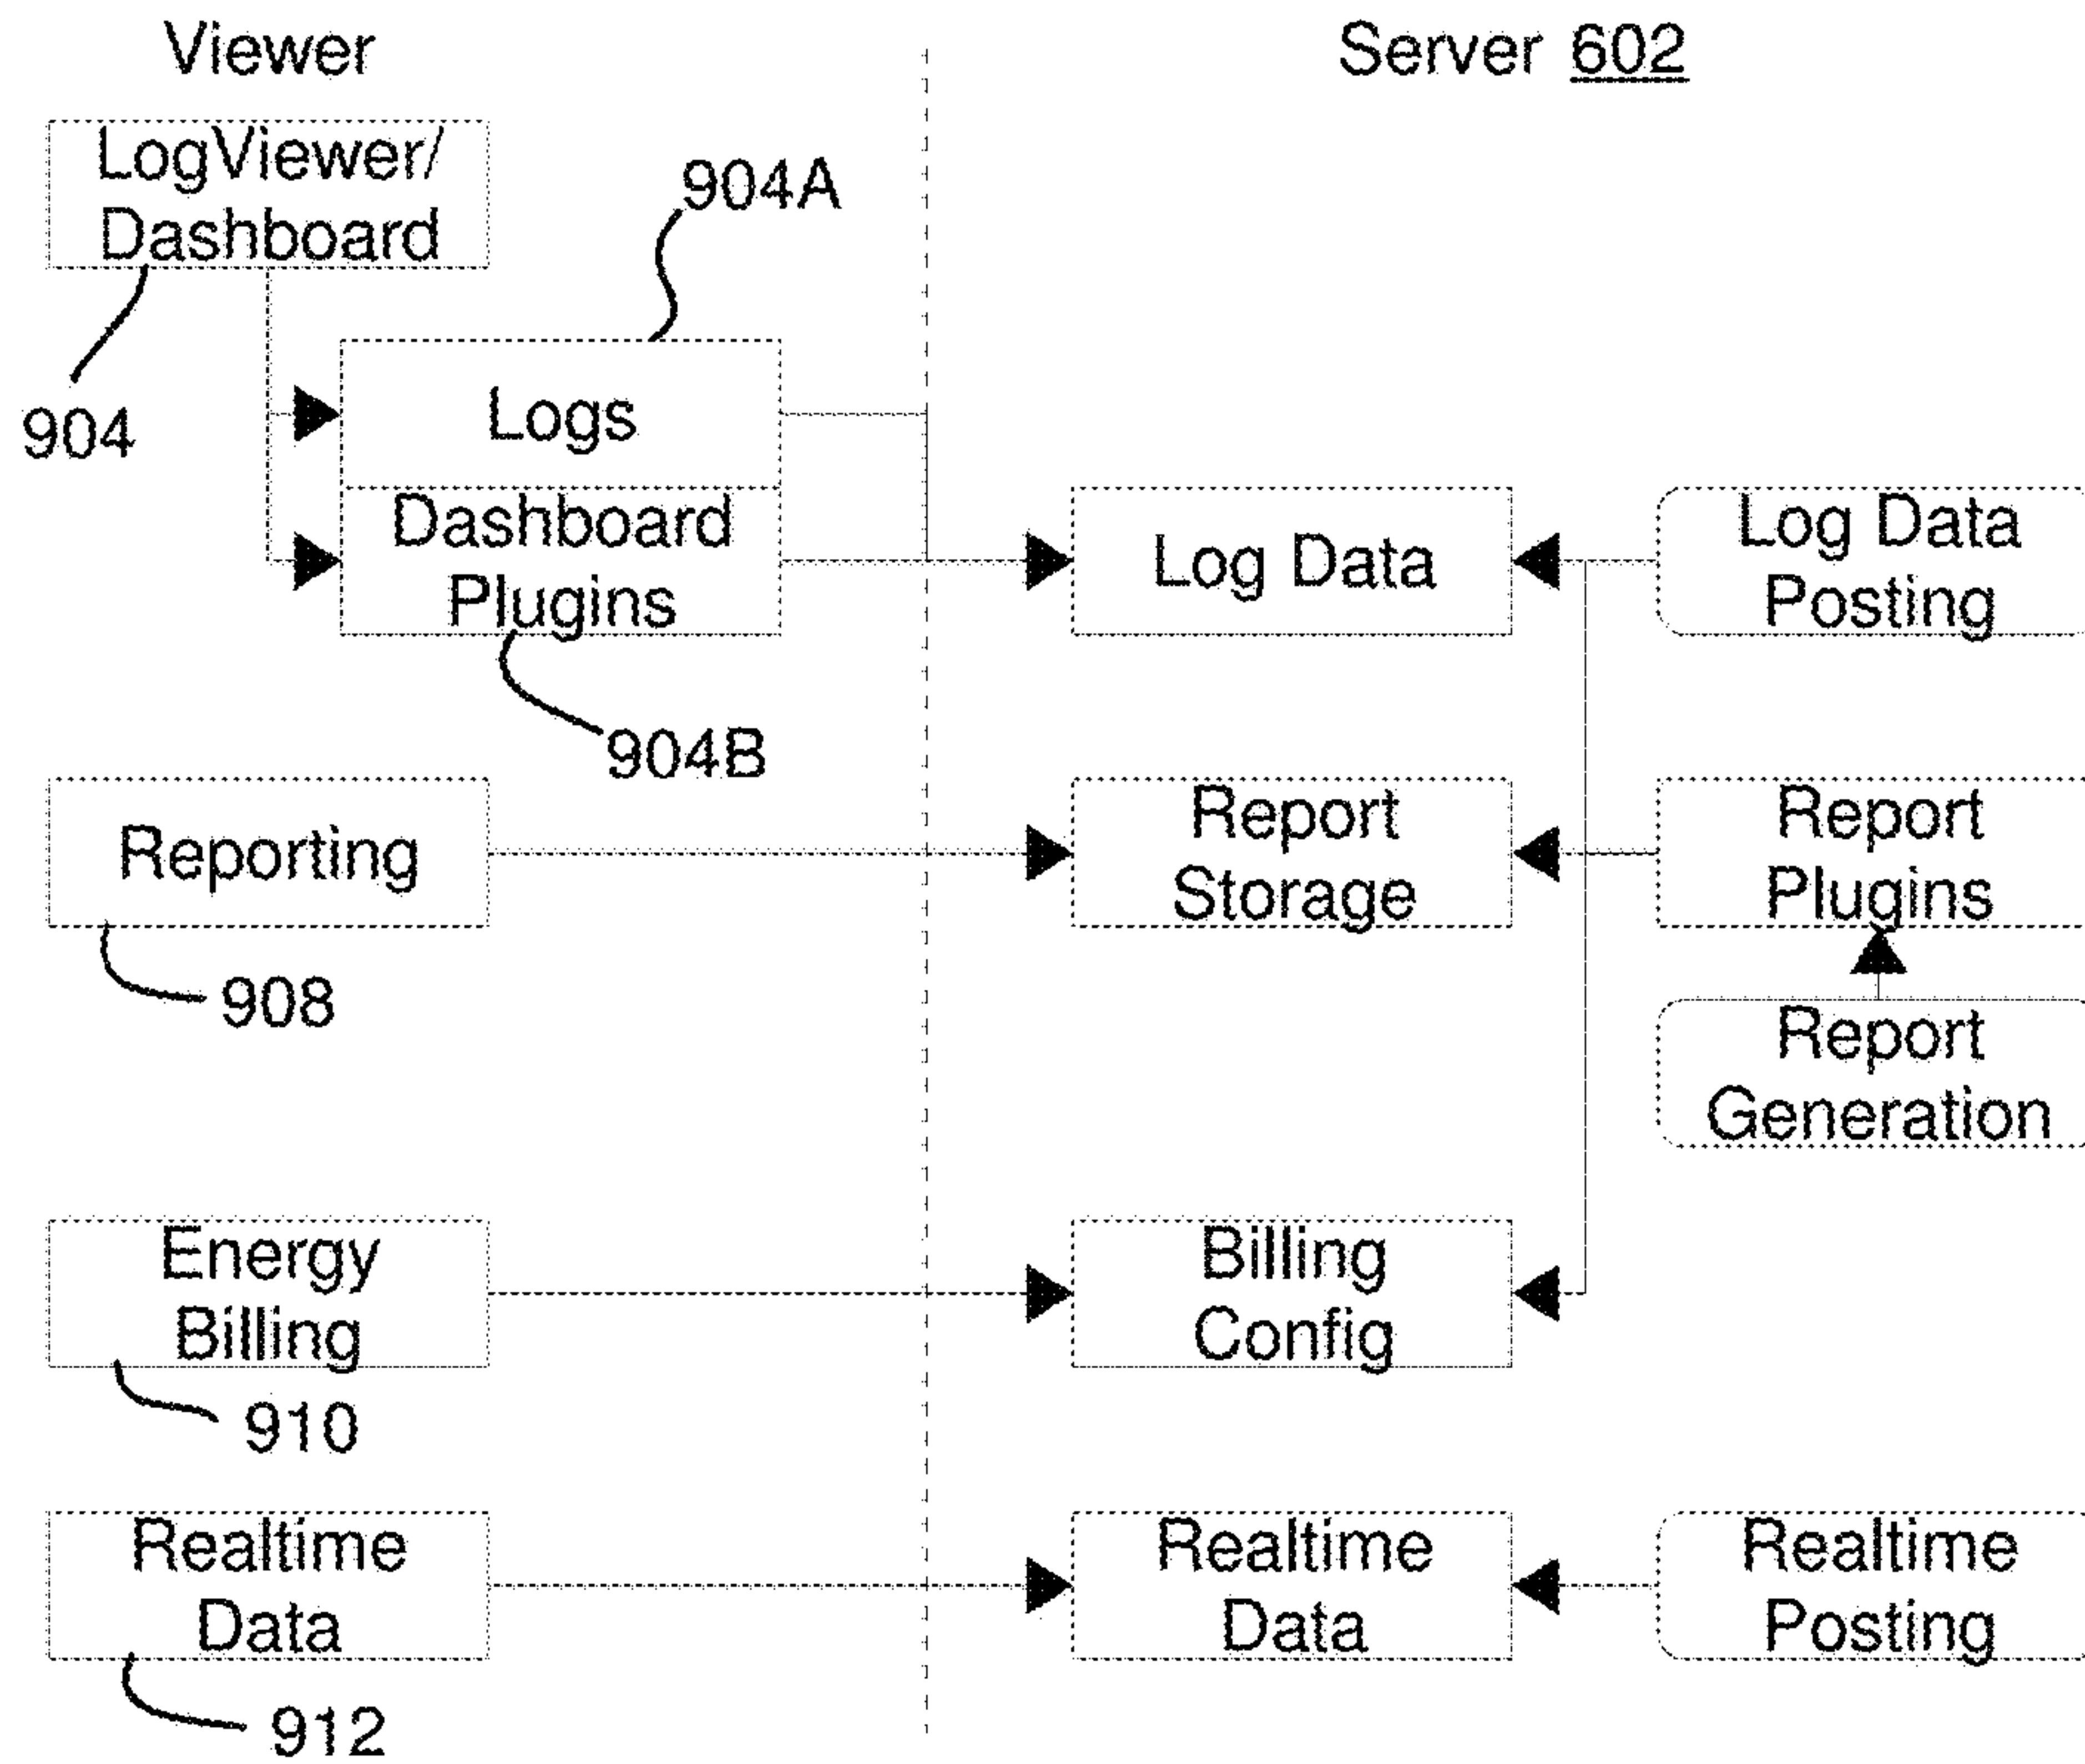 Viewer
Server 602
LogViewer/
Dashboard
904A
904
Logs
Dashboard
Plugins
Log Data
Log Data
Posting
904B
Reporting
Report
Storage
Report
Plugins
908
Report
Generation
Energy
Billing
Billing
Config
910
Realtime
Data
Realtime
Data
Realtime
Posting
912